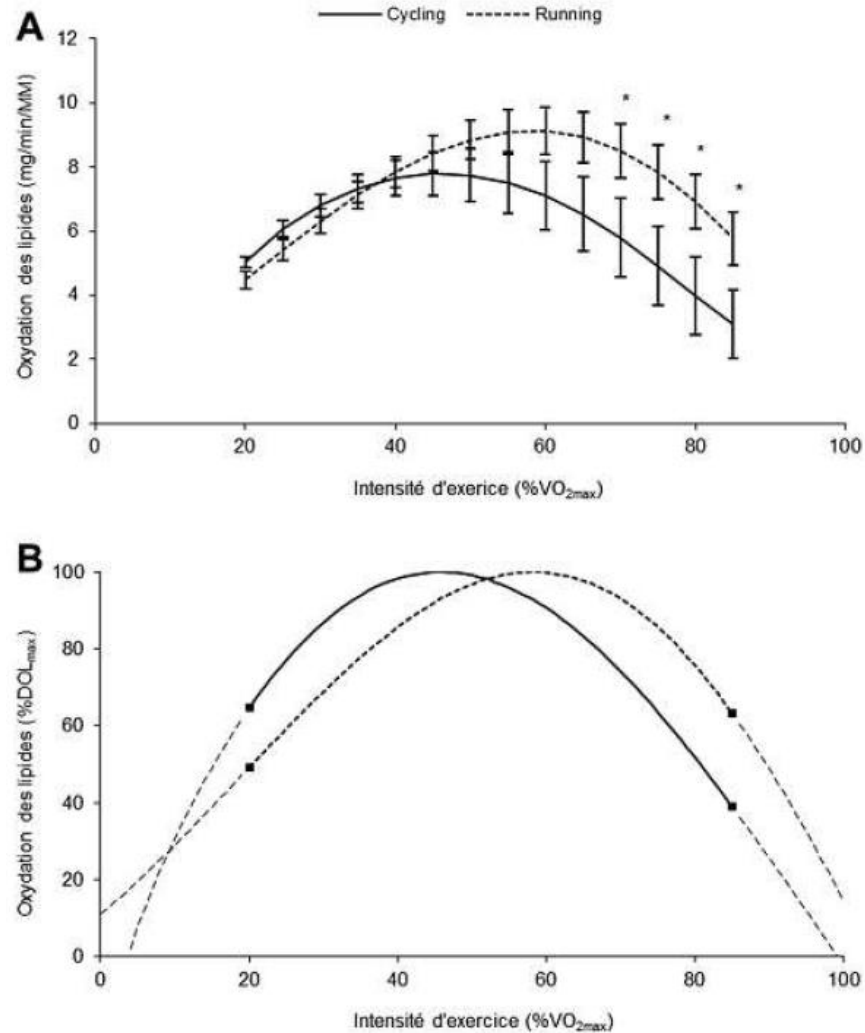 A
Cycling
Running
Oxydation des lipides (mg/min/MM)
12
10
8
6
4
2
0
*
*
*
*
0 20 40 60 80 100
Intensité d'exerice (%VO2max)
B
Oxydation des lipides (%DOLmax)
100
80
60
40
20
0
0 20 40 60 80 100
Intensité d'exercice (%VO2max)